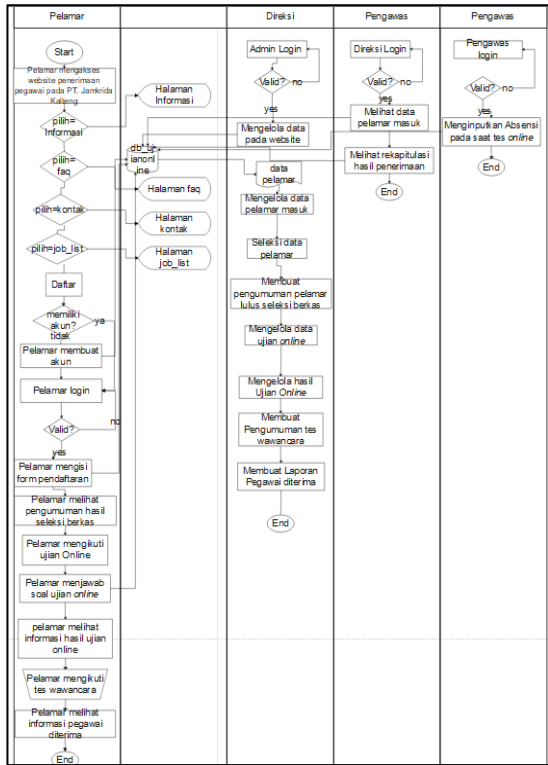 Pelamar
Direksi
Pengawas
Pengawas
Start
Pelamar mengakses
website penerimaan
pegawai pada PT. Jamkrida
Kalteng
pilih=
Informasi
pilih=
faq
pilih=kontak
pilih=job_list
Daftar
memiliki
akun?
ya
tidak
Pelamar membuat
akun
Pelamar login
Valid?
no
yes
Pelamar mengisi
form pendaftaran
Pelamar melihat
pengumuman hasil
seleksi berkas
Pelamar mengikuti
ujian Online
Pelamar menjawab
soal ujian online
pelamar melihat
informasi hasil ujian
online
Pelamar mengikuti
tes wawancara
Pelamar melihat
informasi pegawai
diterima
End
Halaman
Informasi
db_uj
ianonl
ine
Halaman faq
Halaman
kontak
Halaman
job_list
Admin Login
Valid?
no
yes
Mengelola data
pada website
data
pelamar
Mengelola data
pelamar masuk
Seleksi data
pelamar
Membuat
pengumuman pelamar
lulus seleksi berkas
Mengelola data
ujian online
Mengelola hasil
Ujian Online
Membuat
Pengumuman tes
wawancara
Membuat Laporan
Pegawai diterima
End
Direksi Login
Valid?
no
yes
Melihat data
pelamar masuk
Melihat rekapitulasi
hasil penerimaan
End
Pengawas
login
Valid?
no
yes
Menginputkan Absensi
pada saat tes online
End